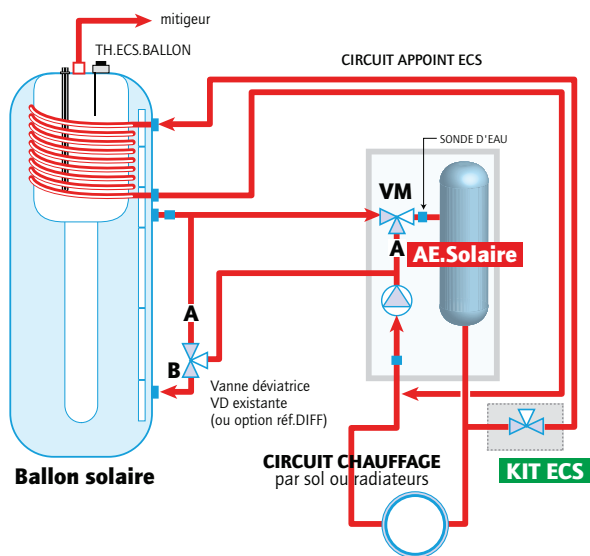 mitigeur
TH.ECS.BALLON
CIRCUIT APPOINT ECS
SONDE D'EAU
VM
A
AE.Solaire
A
B
Vanne déviatrice
VD existante
(ou option réf.DIFF)
CIRCUIT CHAUFFAGE
par sol ou radiateurs
KIT ECS
Ballon solaire